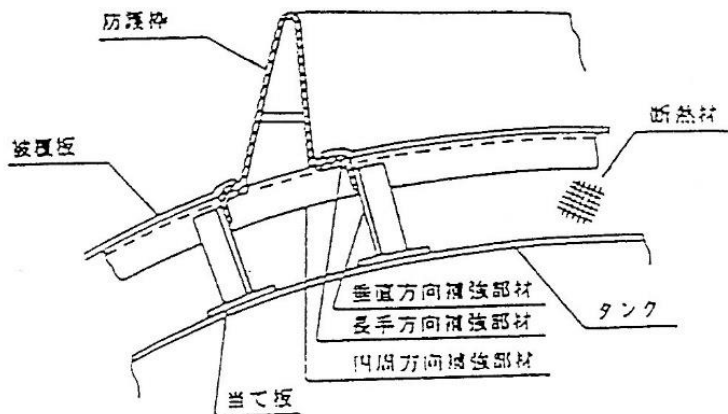 防護枠
断熱材
被覆板
垂直方向補強部材
長手方向補強部材
タンク
円周方向補強部材
当て板